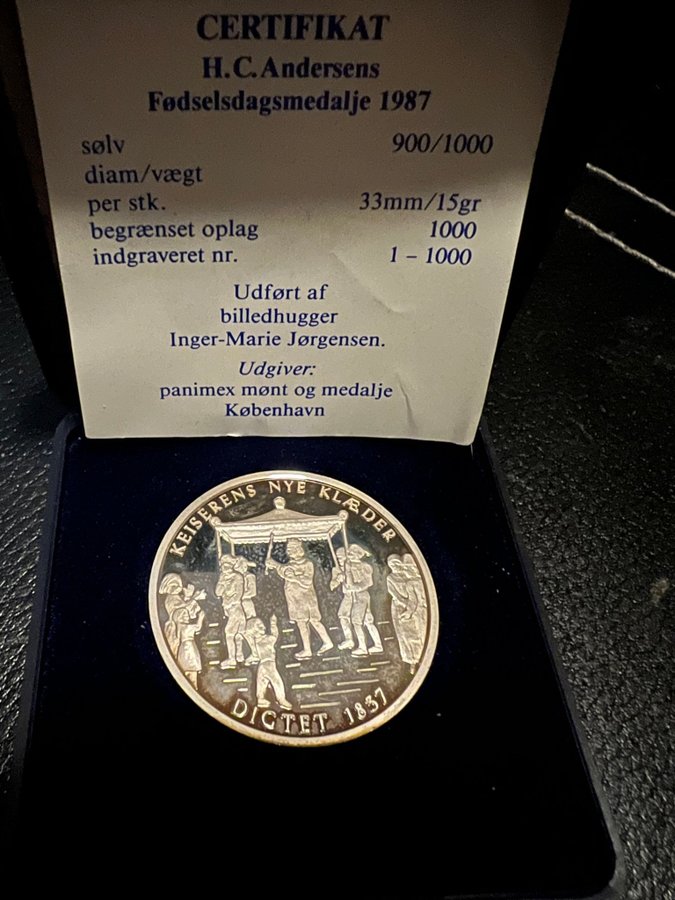 CERTIFIKAT
H.C.Andersens
Fødselsdagsmedalje 1987
sølv 900/1000
diam/vægt
per stk. 33mm/15gr
begrænset oplag 1000
indgraveret nr. 1 – 1000
Udført af
billedhugger
Inger-Marie Jørgensen.
Udgiver:
panimex mønt og medalje
København
KEISERENS NYE KLÆDER
DIGTET 1837